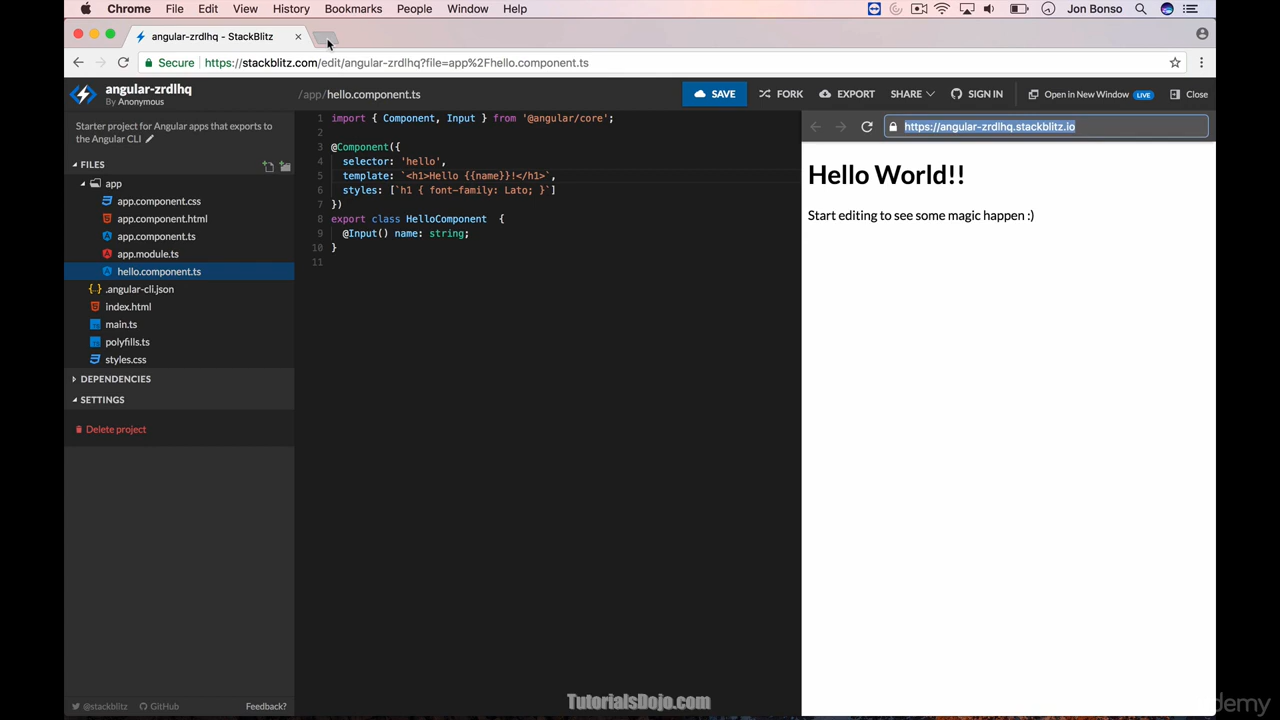 Chrome File Edit View History Bookmarks People Window Help Jon Bonso
angular-zrdlhq - StackBlitz
Secure https://stackblitz.com/edit/angular-zrdlhq?file=app%2Fhello.component.ts
angular-zrdlhq
By Anonymous
/app/hello.component.ts
SAVE FORK EXPORT SHARE SIGN IN Open in New Window LIVE Close
Starter project for Angular apps that exports to
the Angular CLI
FILES
app
app.component.css
app.component.html
app.component.ts
app.module.ts
hello.component.ts
.angular-cli.json
index.html
main.ts
polyfills.ts
styles.css
DEPENDENCIES
SETTINGS
Delete project
@stackblitz GitHub Feedback?
1 import { Component, Input } from '@angular/core';
2
3 @Component({
4 selector: 'hello',
5 template: `<h1>Hello {{name}}!</h1>`,
6 styles: [`h1 { font-family: Lato; }`]
7 })
8 export class HelloComponent {
9 @Input() name: string;
10 }
11
https://angular-zrdlhq.stackblitz.io
Hello World!!
Start editing to see some magic happen :)
TutorialsDojo.com
demy